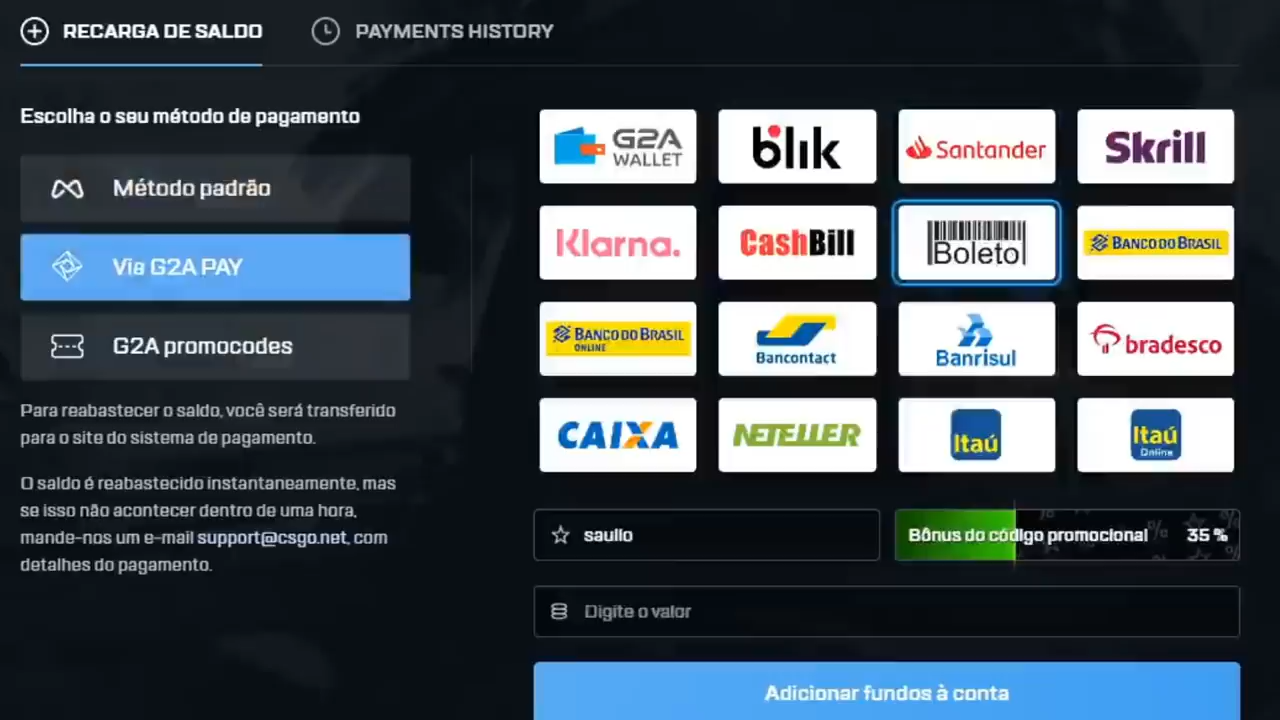 RECARGA DE SALDO
PAYMENTS HISTORY
Escolha o seu método de pagamento
Método padrão
Via G2A PAY
G2A promocodes
Para reabastecer o saldo, você será transferido
para o site do sistema de pagamento.
O saldo é reabastecido instantaneamente, mas
se isso não acontecer dentro de uma hora,
mande-nos um e-mail support@csgo.net, com
detalhes do pagamento.
G2A
WALLET
blik
Santander
Skrill
Klarna.
CashBill
Boleto
BANCO DO BRASIL
BANCO DO BRASIL
ONLINE
Bancontact
Banrisul
bradesco
CAIXA
NETELLER
Itaú
Itaú
Online
saullo
Bônus do código promocional 35 %
Digite o valor
Adicionar fundos à conta